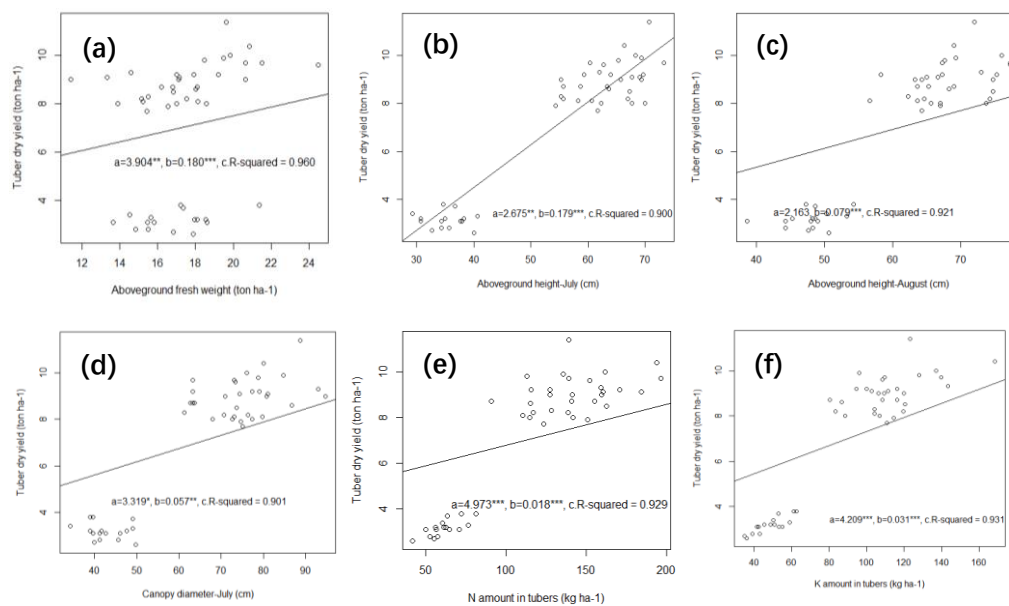 (a)
Tuber dry yield (ton ha-1)
10
8
6
4
a=3.904**, b=0.180***, c.R-squared = 0.960
12 14 16 18 20 22 24
Aboveground fresh weight (ton ha-1)
(b)
Tuber dry yield (ton ha-1)
10
8
6
4
a=2.675**, b=0.179***, c.R-squared = 0.900
30 40 50 60 70
Aboveground height-July (cm)
(c)
Tuber dry yield (ton ha-1)
10
8
6
4
a=2.163, b=0.079***, c.R-squared = 0.921
40 50 60 70
Aboveground height-August (cm)
(d)
Tuber dry yield (ton ha-1)
10
8
6
4
a=3.319*, b=0.057**, c.R-squared = 0.901
40 50 60 70 80 90
Canopy diameter-July (cm)
(e)
Tuber dry yield (ton ha-1)
10
8
6
4
a=4.973***, b=0.018***, c.R-squared = 0.929
50 100 150 200
N amount in tubers (kg ha-1)
(f)
Tuber dry yield (ton ha-1)
10
8
6
4
a=4.209***, b=0.031***, c.R-squared = 0.931
40 60 80 100 120 140 160
K amount in tubers (kg ha-1)